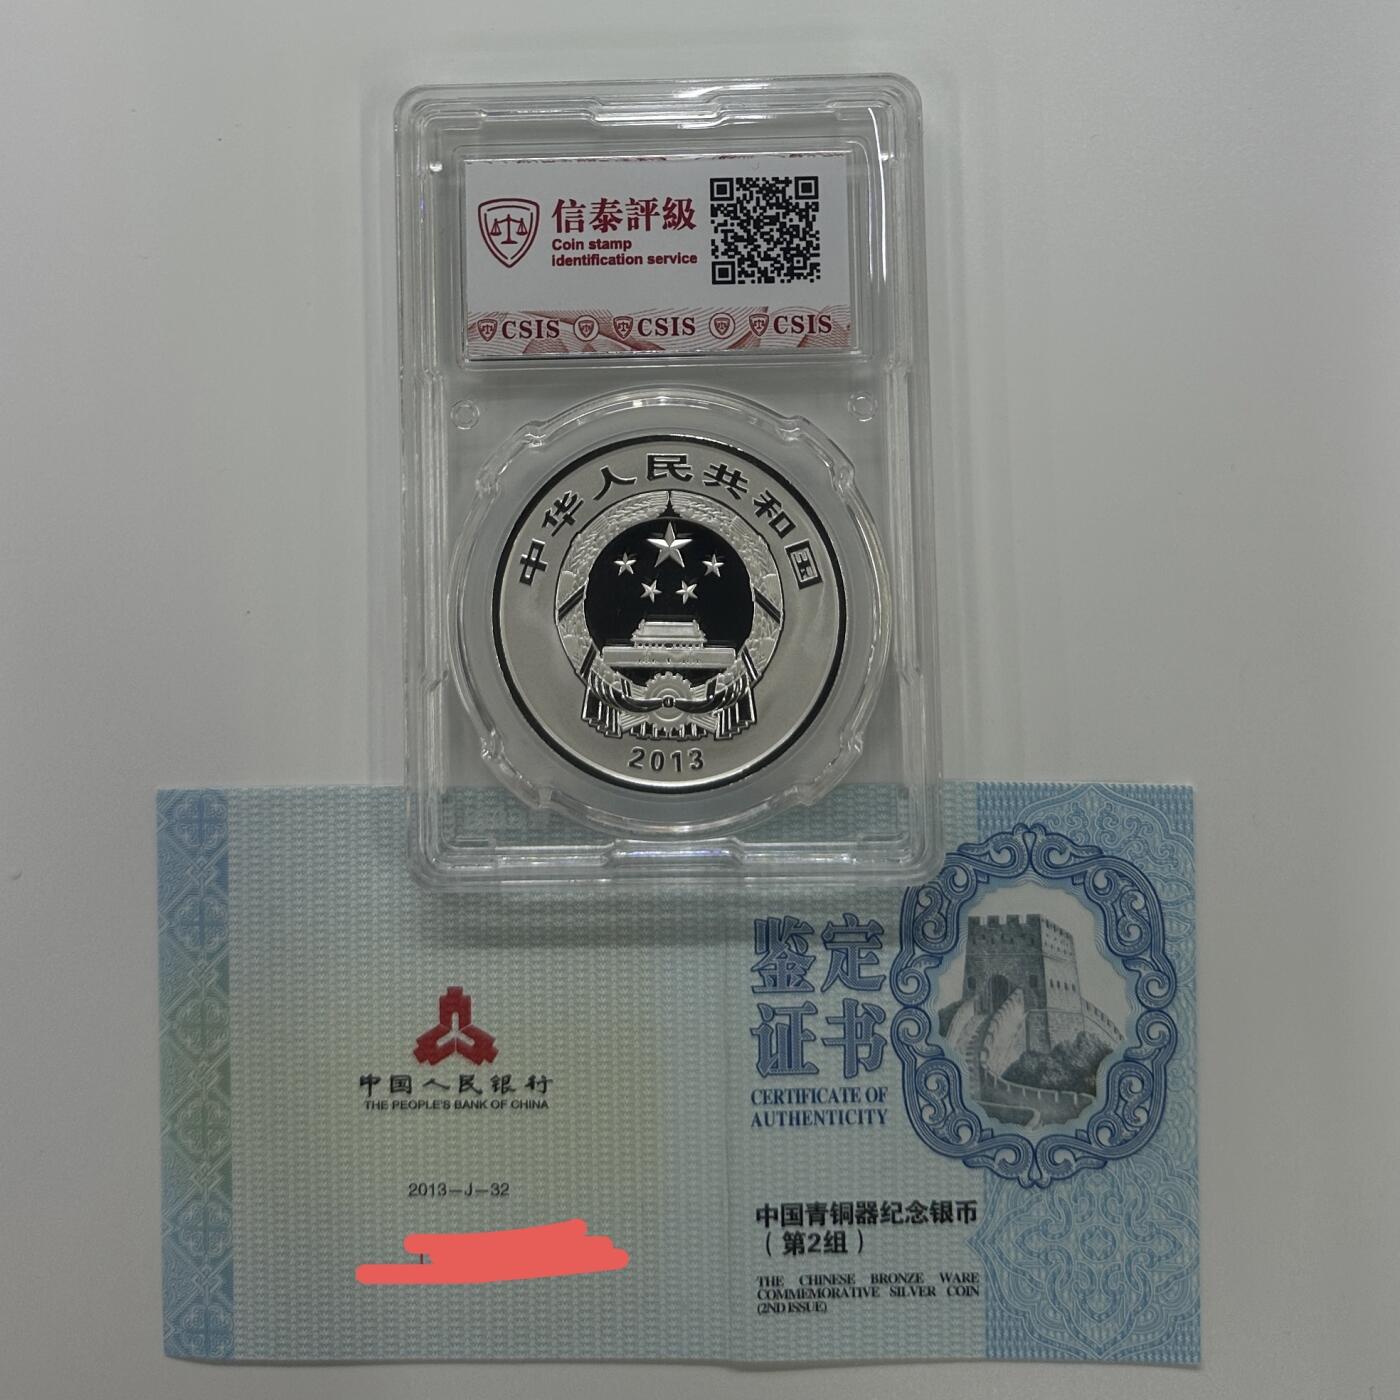 信泰評級
Coin stamp
identification service
CSIS CSIS CSIS
中华人民共和国
2013
鉴定
证书
CERTIFICATE OF
AUTHENTICITY
中国人民银行
THE PEOPLE'S BANK OF CHINA
2013-J-32
中国青铜器纪念银币
(第2组)
THE CHINESE BRONZE WARE
COMMEMORATIVE SILVER COIN
(2ND ISSUE)